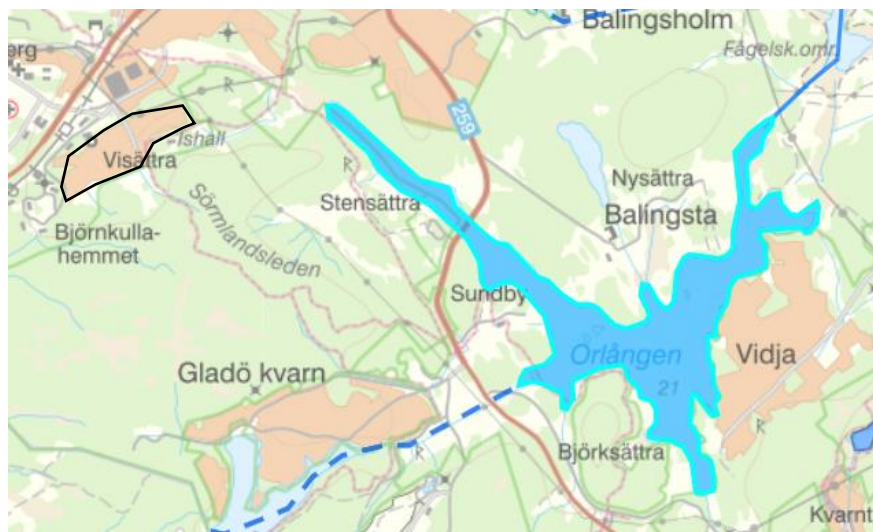 Balingsholm
Fågelsk.omr.
erg
259
Ishall
Visättra
R
R
Stensättra
Nysättra
Balingsta
Björnkulla-
hemmet
Sörmlandsleden
Sundby
Orlången
Vidja
21
Gladö kvarn
R
R
Björksättra
Kvarnt